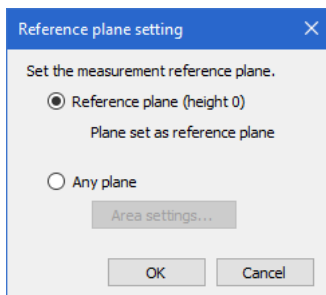 Reference plane setting
Set the measurement reference plane.
Reference plane (height 0)
Plane set as reference plane
Any plane
Area settings...
OK Cancel